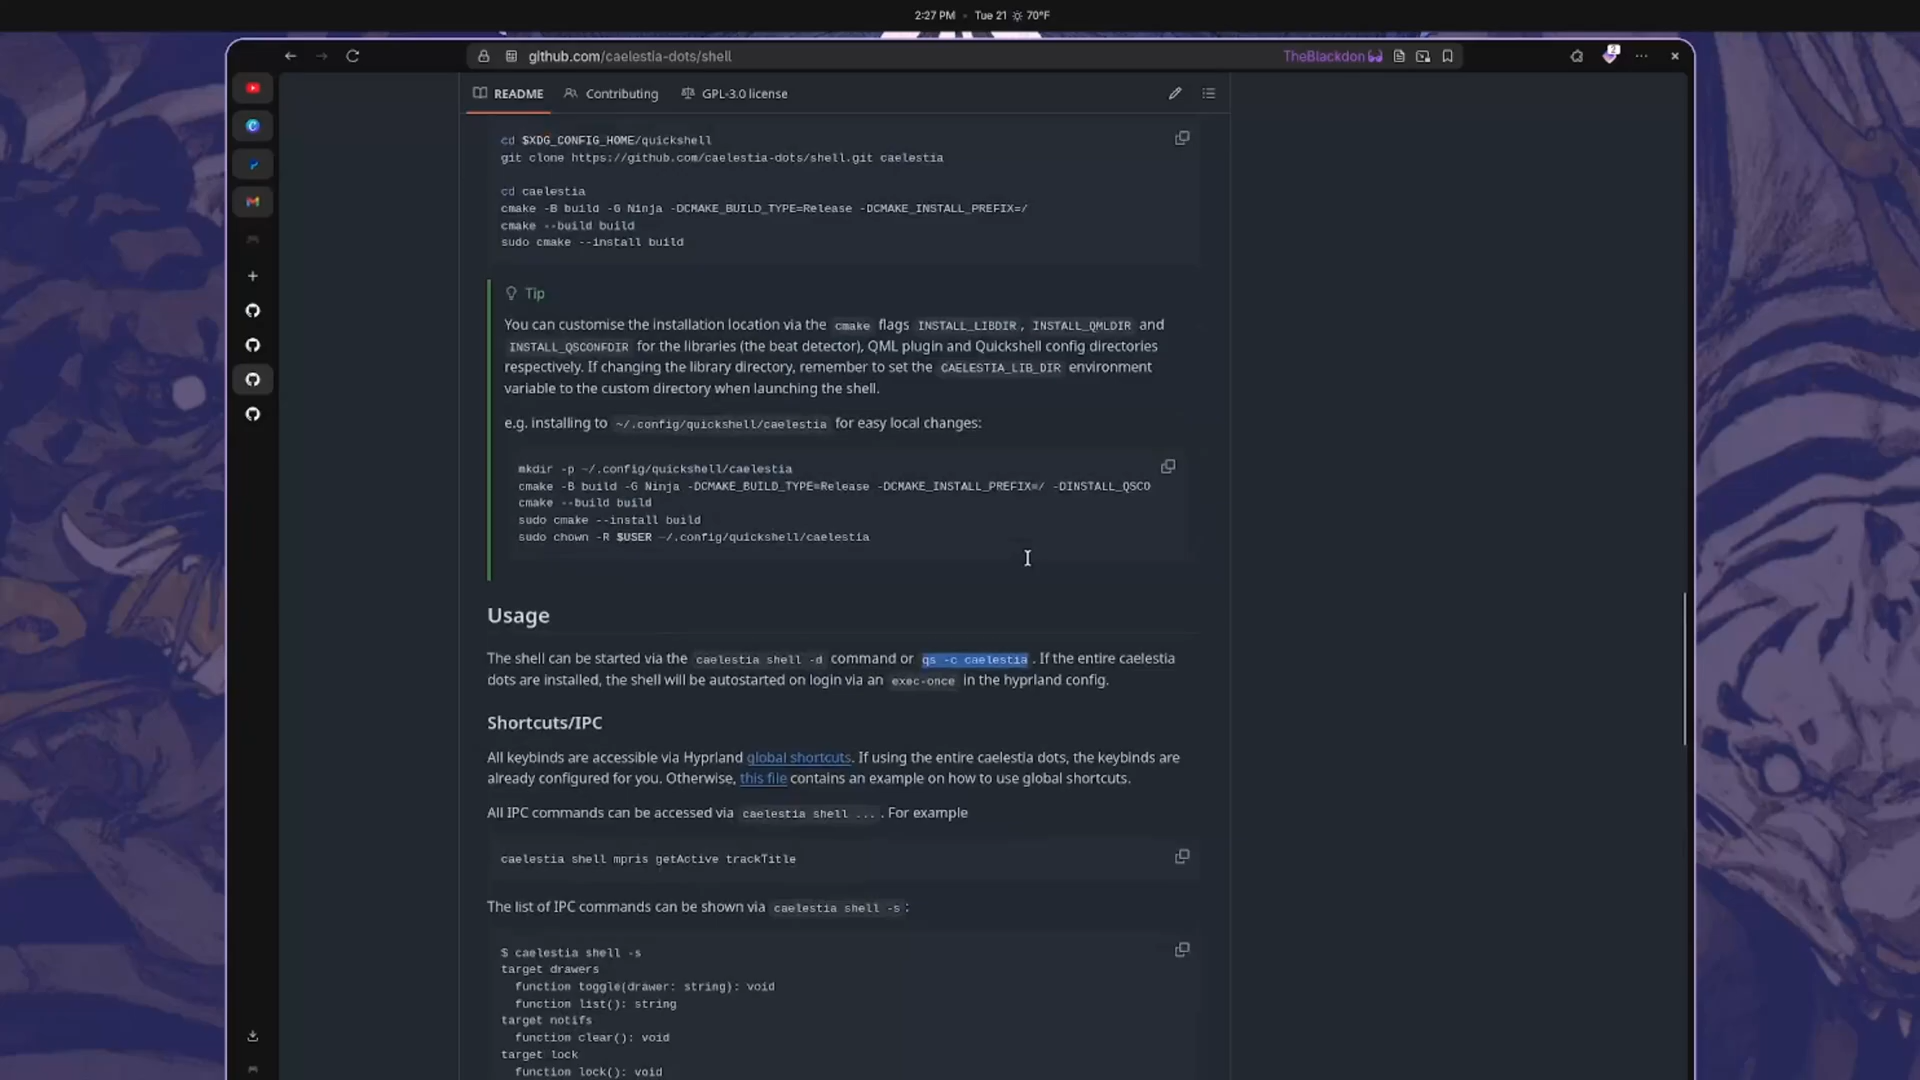 2:27 PM - Tue 21 70°F
github.com/caelestia-dots/shell
TheBlackdon
2
README
Contributing
GPL-3.0 license
cd $XDG_CONFIG_HOME/quickshell
git clone https://github.com/caelestia-dots/shell.git caelestia
cd caelestia
cmake -B build -G Ninja -DCMAKE_BUILD_TYPE=Release -DCMAKE_INSTALL_PREFIX=/
cmake --build build
sudo cmake --install build
Tip
You can customise the installation location via the cmake flags INSTALL_LIBDIR, INSTALL_QMLDIR and
INSTALL_QSCONFDIR for the libraries (the beat detector), QML plugin and Quickshell config directories
respectively. If changing the library directory, remember to set the CAELESTIA_LIB_DIR environment
variable to the custom directory when launching the shell.
e.g. installing to ~/.config/quickshell/caelestia for easy local changes:
mkdir -p ~/.config/quickshell/caelestia
cmake -B build -G Ninja -DCMAKE_BUILD_TYPE=Release -DCMAKE_INSTALL_PREFIX=/ -DINSTALL_QSCO
cmake --build build
sudo cmake --install build
sudo chown -R $USER ~/.config/quickshell/caelestia
Usage
The shell can be started via the caelestia shell -d command or qs -c caelestia. If the entire caelestia
dots are installed, the shell will be autostarted on login via an exec-once in the hyprland config.
Shortcuts/IPC
All keybinds are accessible via Hyprland global shortcuts. If using the entire caelestia dots, the keybinds are
already configured for you. Otherwise, this file contains an example on how to use global shortcuts.
All IPC commands can be accessed via caelestia shell .... For example
caelestia shell mpris getActive trackTitle
The list of IPC commands can be shown via caelestia shell -s:
$ caelestia shell -s
target drawers
function toggle(drawer: string): void
function list(): string
target notifs
function clear(): void
target lock
function lock(): void